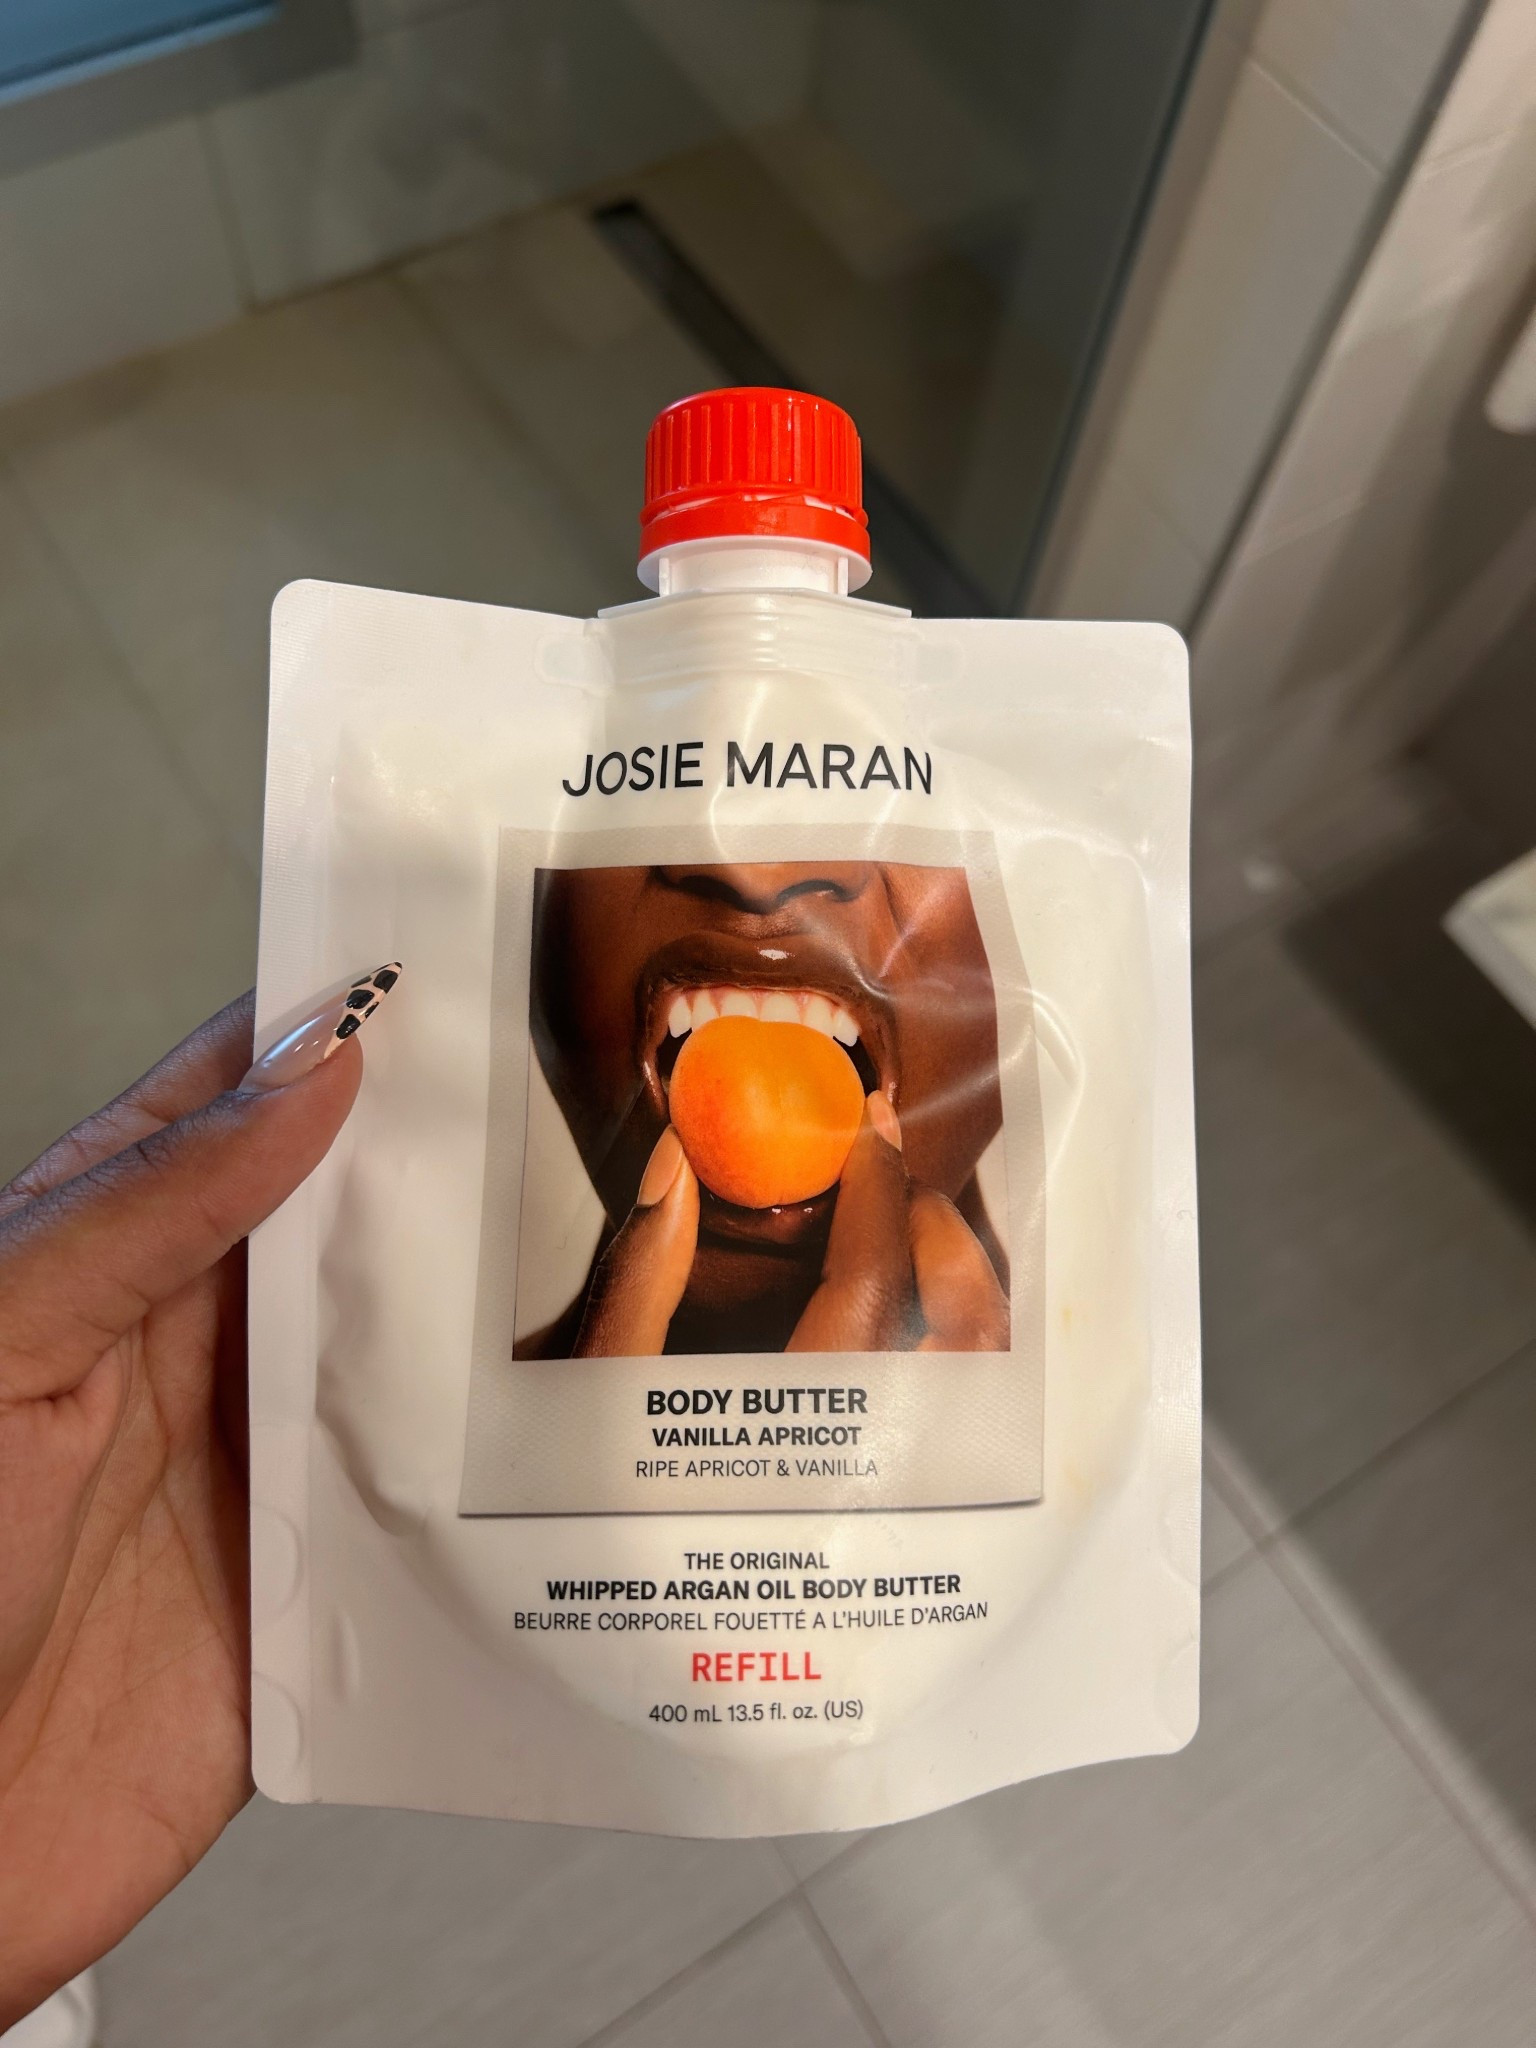 JOSIE MARAN
BODY BUTTER
VANILLA APRICOT
RIPE APRICOT & VANILLA
THE ORIGINAL
WHIPPED ARGAN OIL BODY BUTTER
BEURRE CORPOREL FOUETTÉ A L'HUILE D'ARGAN
REFILL
400 mL 13.5 fl. oz. (US)